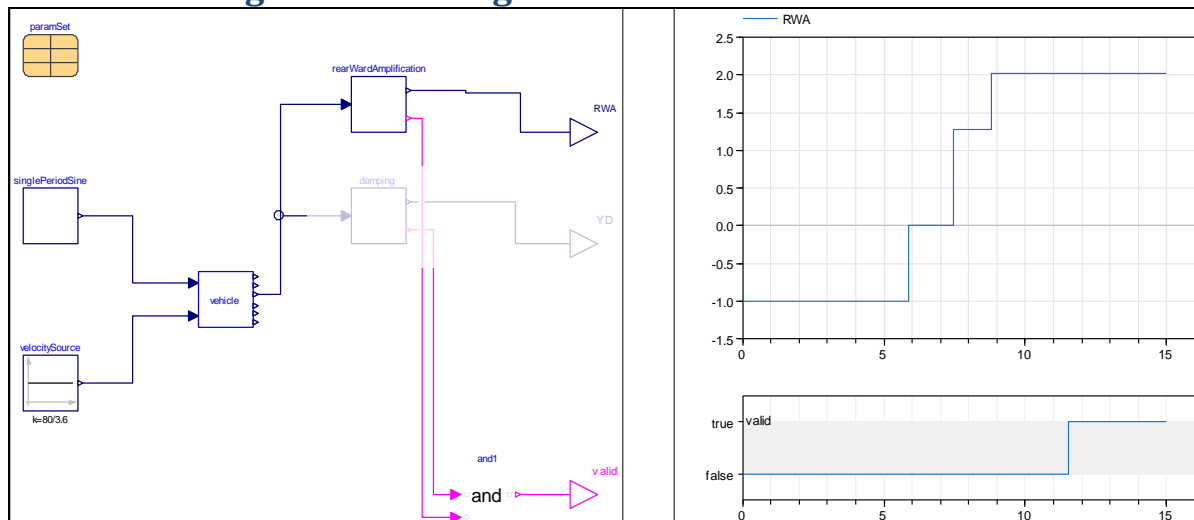 paramSet
rearWardAmplification
RWA
singlePeriodSine
damping
YD
vehicle
velocitySource
k=80/3.6
and1
and
valid
RWA
2.5
2.0
1.5
1.0
0.5
0.0
-0.5
-1.0
-1.5
0
5
10
15
true
valid
false
0
5
10
15